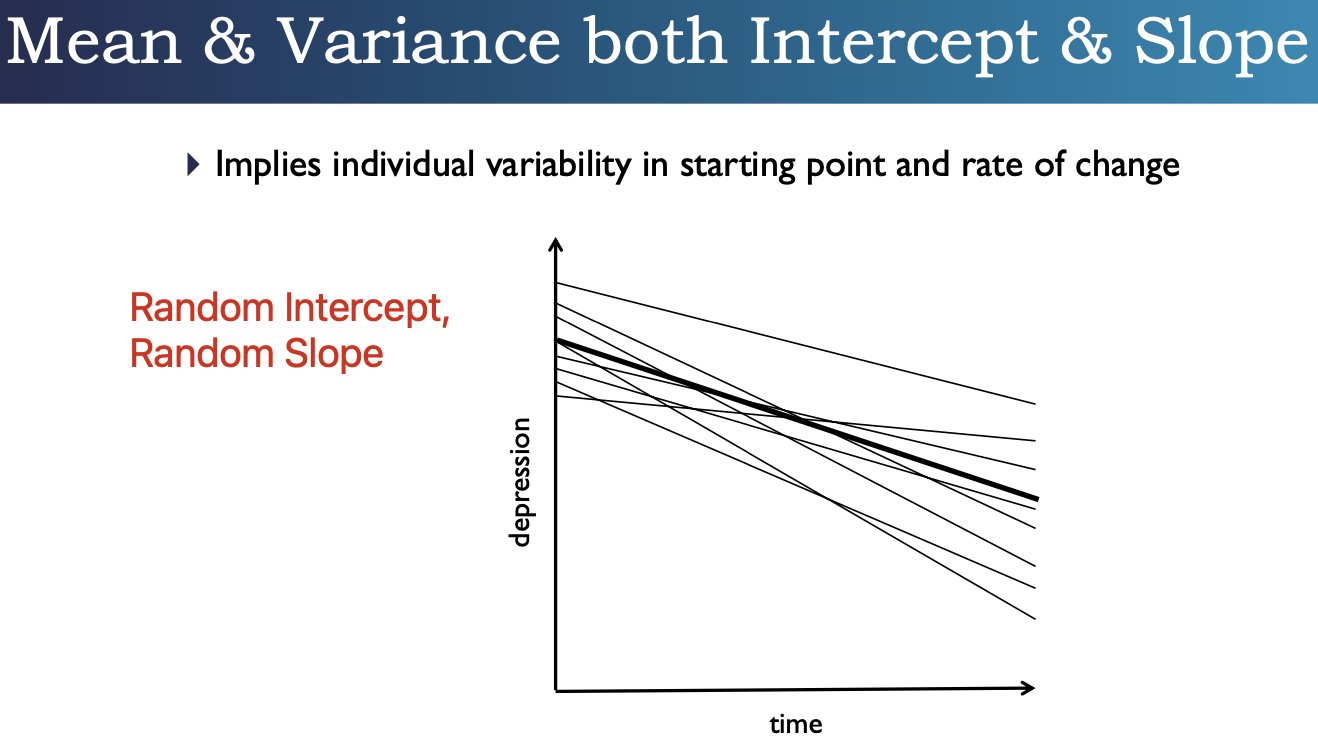 Mean & Variance both Intercept & Slope
Implies individual variability in starting point and rate of change
Random Intercept,
Random Slope
depression
time